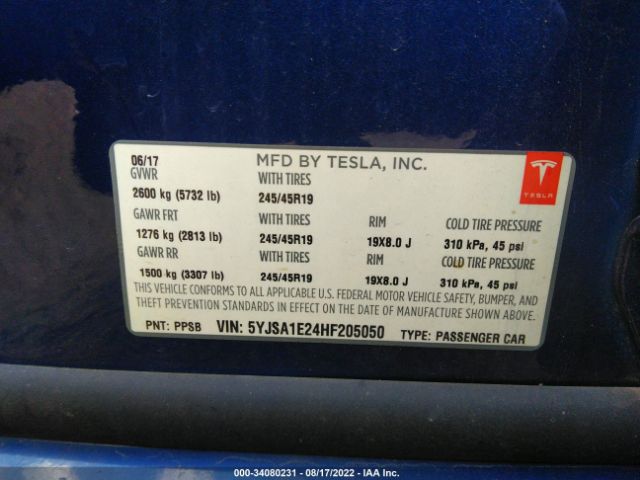 06/17 MFD BY TESLA, INC.
GVWR WITH TIRES
TESLA
2600 kg (5732 lb) 245/45R19
GAWR FRT WITH TIRES RIM COLD TIRE PRESSURE
1276 kg (2813 lb) 245/45R19 19X8.0 J 310 kPa, 45 psi
GAWR RR WITH TIRES RIM COLD TIRE PRESSURE
1500 kg (3307 lb) 245/45R19 19X8.0 J 310 kPa, 45 psi
THIS VEHICLE CONFORMS TO ALL APPLICABLE U.S. FEDERAL MOTOR VEHICLE SAFETY, BUMPER, AND
THEFT PREVENTION STANDARDS IN EFFECT ON THE DATE OF MANUFACTURE SHOWN ABOVE.
PNT: PPSB VIN: 5YJSA1E24HF205050 TYPE: PASSENGER CAR
000-34080231 - 08/17/2022 - IAA Inc.